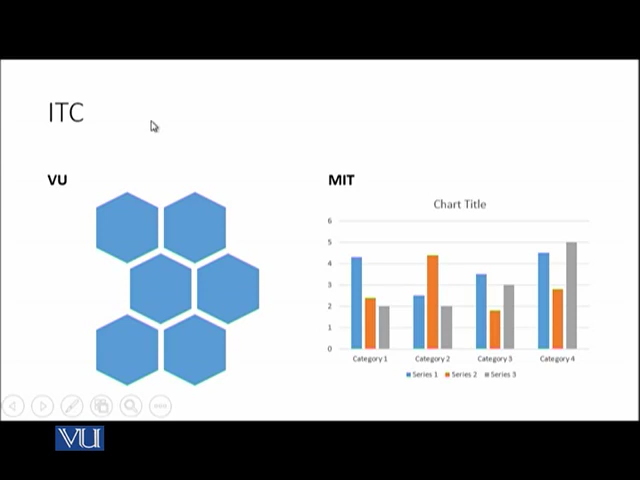 ITC
VU
MIT
Chart Title
6
5
4
3
2
1
0
Category 1 Category 2 Category 3 Category 4
Series 1 Series 2 Series 3
VU